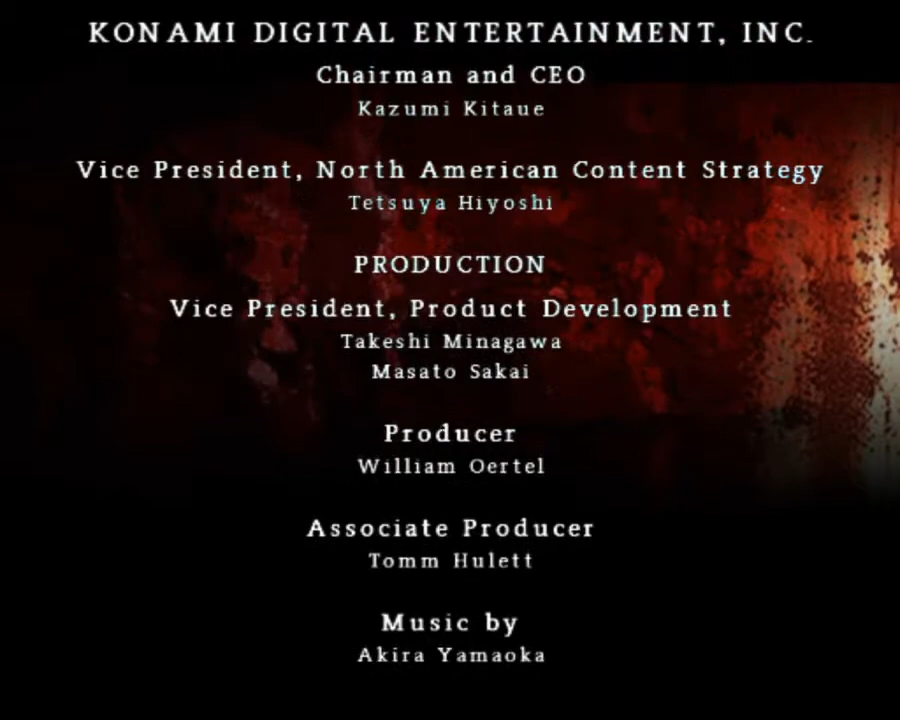 KONAMI DIGITAL ENTERTAINMENT, INC.
Chairman and CEO
Kazumi Kitaue
Vice President, North American Content Strategy
Tetsuya Hiyoshi
PRODUCTION
Vice President, Product Development
Takeshi Minagawa
Masato Sakai
Producer
William Oertel
Associate Producer
Tomm Hulett
Music by
Akira Yamaoka